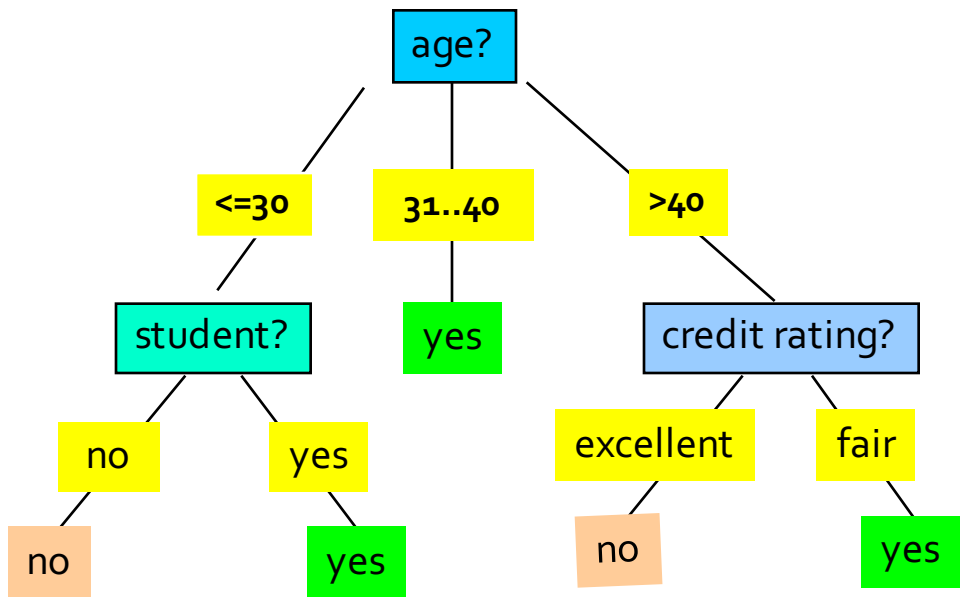 age?
<=30
31..40
>40
student?
yes
credit rating?
no
yes
excellent
fair
no
yes
no
yes